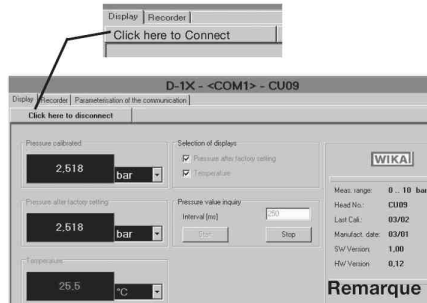 Display Recorder
Click here to Connect
D-1X - <COM1> - CU09
Display Recorder Parameterisation of the communication
Click here to disconnect
Pressure calibrated
2,518 bar
Pressure after factory setting
2,518 bar
Temperature
25,5 °C
Selection of displays
Pressure after factory setting
Temperature
Pressure value inquiry
Interval [ms] 250
Start Stop
WIKAI
Meas. range: 0 .. 10 bar
Head No.: CU09
Last Cal.: 03/02
Manufact. date: 03/01
SW Version: 1,00
HW Version 0,12
Remarque